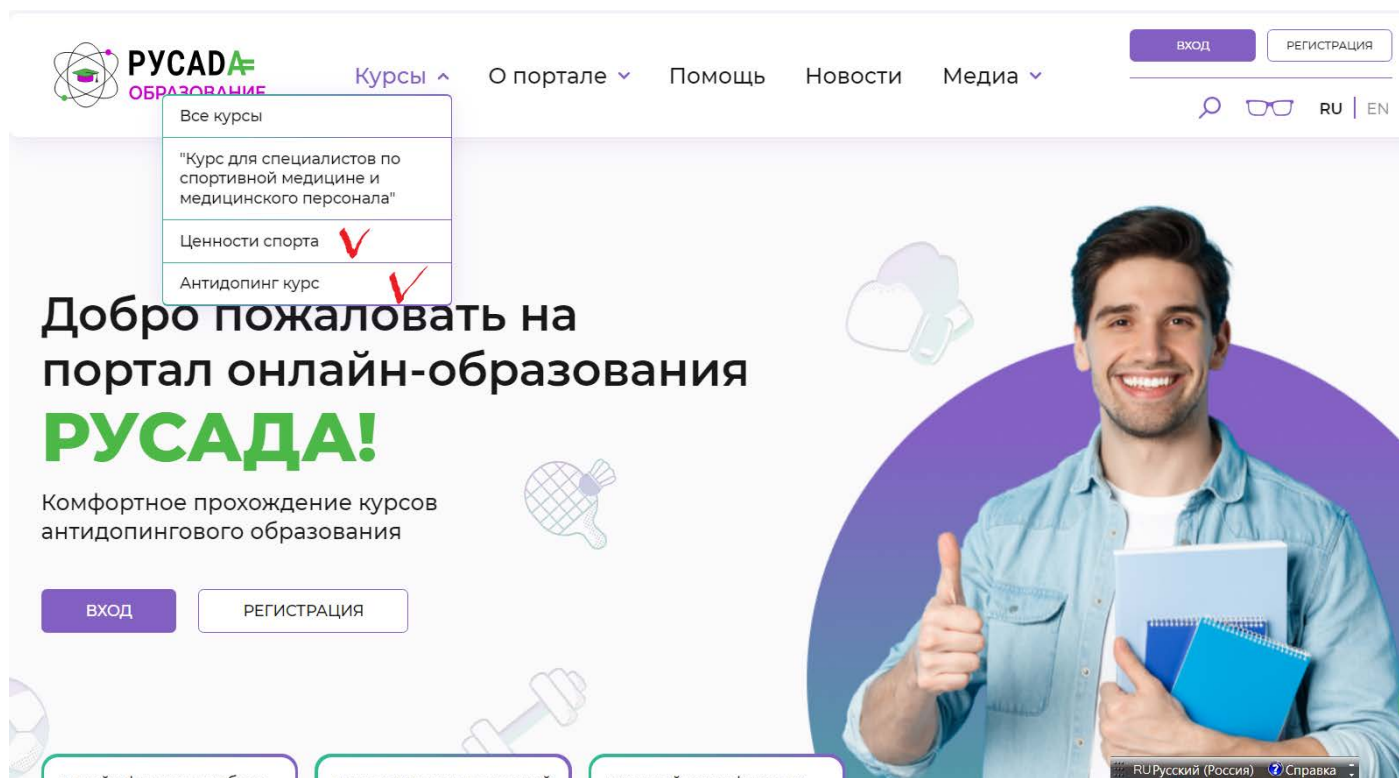 РУСАDА
ОБРАЗОВАНИЕ
Курсы
О портале
Помощь
Новости
Медиа
ВХОД
РЕГИСТРАЦИЯ
RU | EN
Все курсы
"Курс для специалистов по
спортивной медицине и
медицинского персонала"
Ценности спорта
Антидопинг курс
Добро пожаловать на
портал онлайн-образования
РУСАДА!
Комфортное прохождение курсов
антидопингового образования
ВХОД
РЕГИСТРАЦИЯ
RU Русский (Россия) Справка